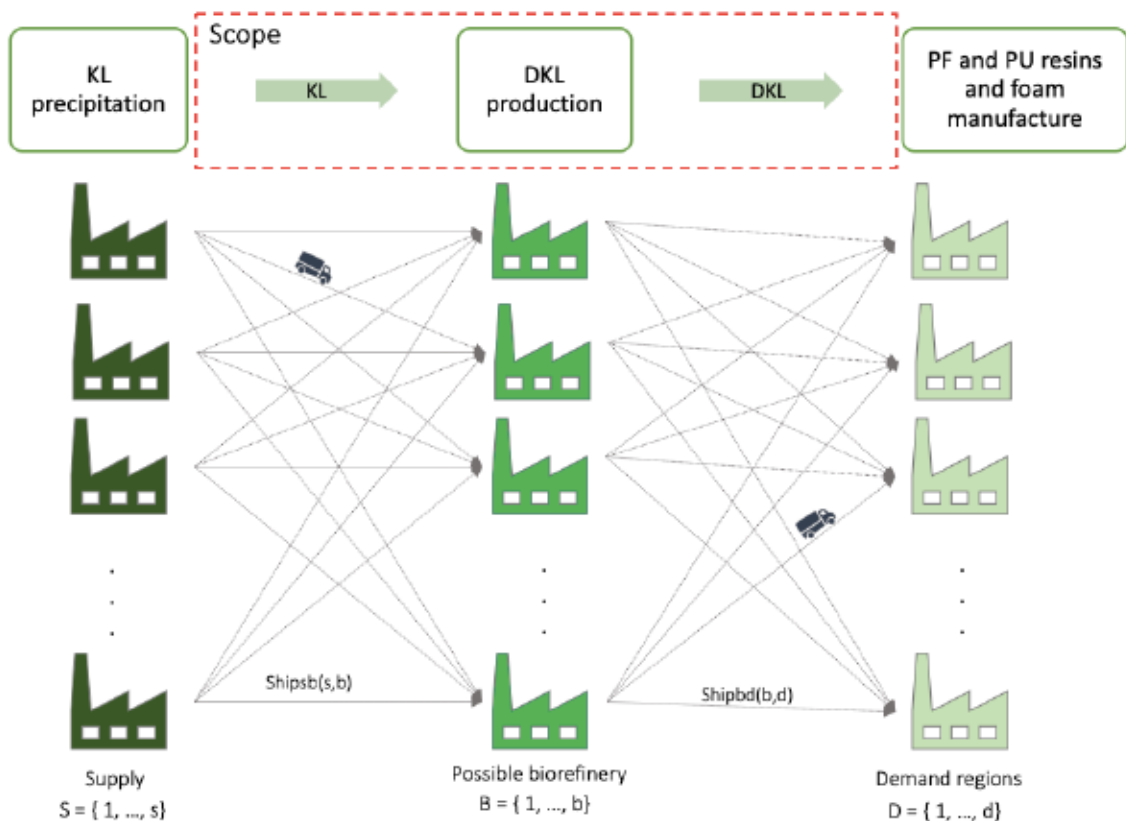 Scope
KL
precipitation
KL
DKL
production
DKL
PF and PU resins
and foam
manufacture
Shipsb(s,b)
Shipbd(b,d)
Supply
S = { 1, ..., s}
Possible biorefinery
B = { 1, ..., b}
Demand regions
D = { 1, ..., d}